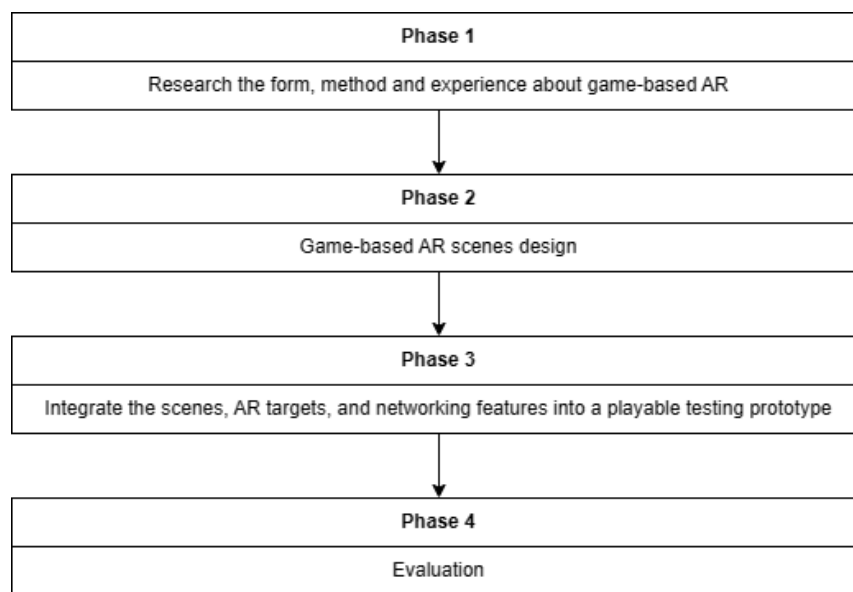 Phase 1
Research the form, method and experience about game-based AR
Phase 2
Game-based AR scenes design
Phase 3
Integrate the scenes, AR targets, and networking features into a playable testing prototype
Phase 4
Evaluation